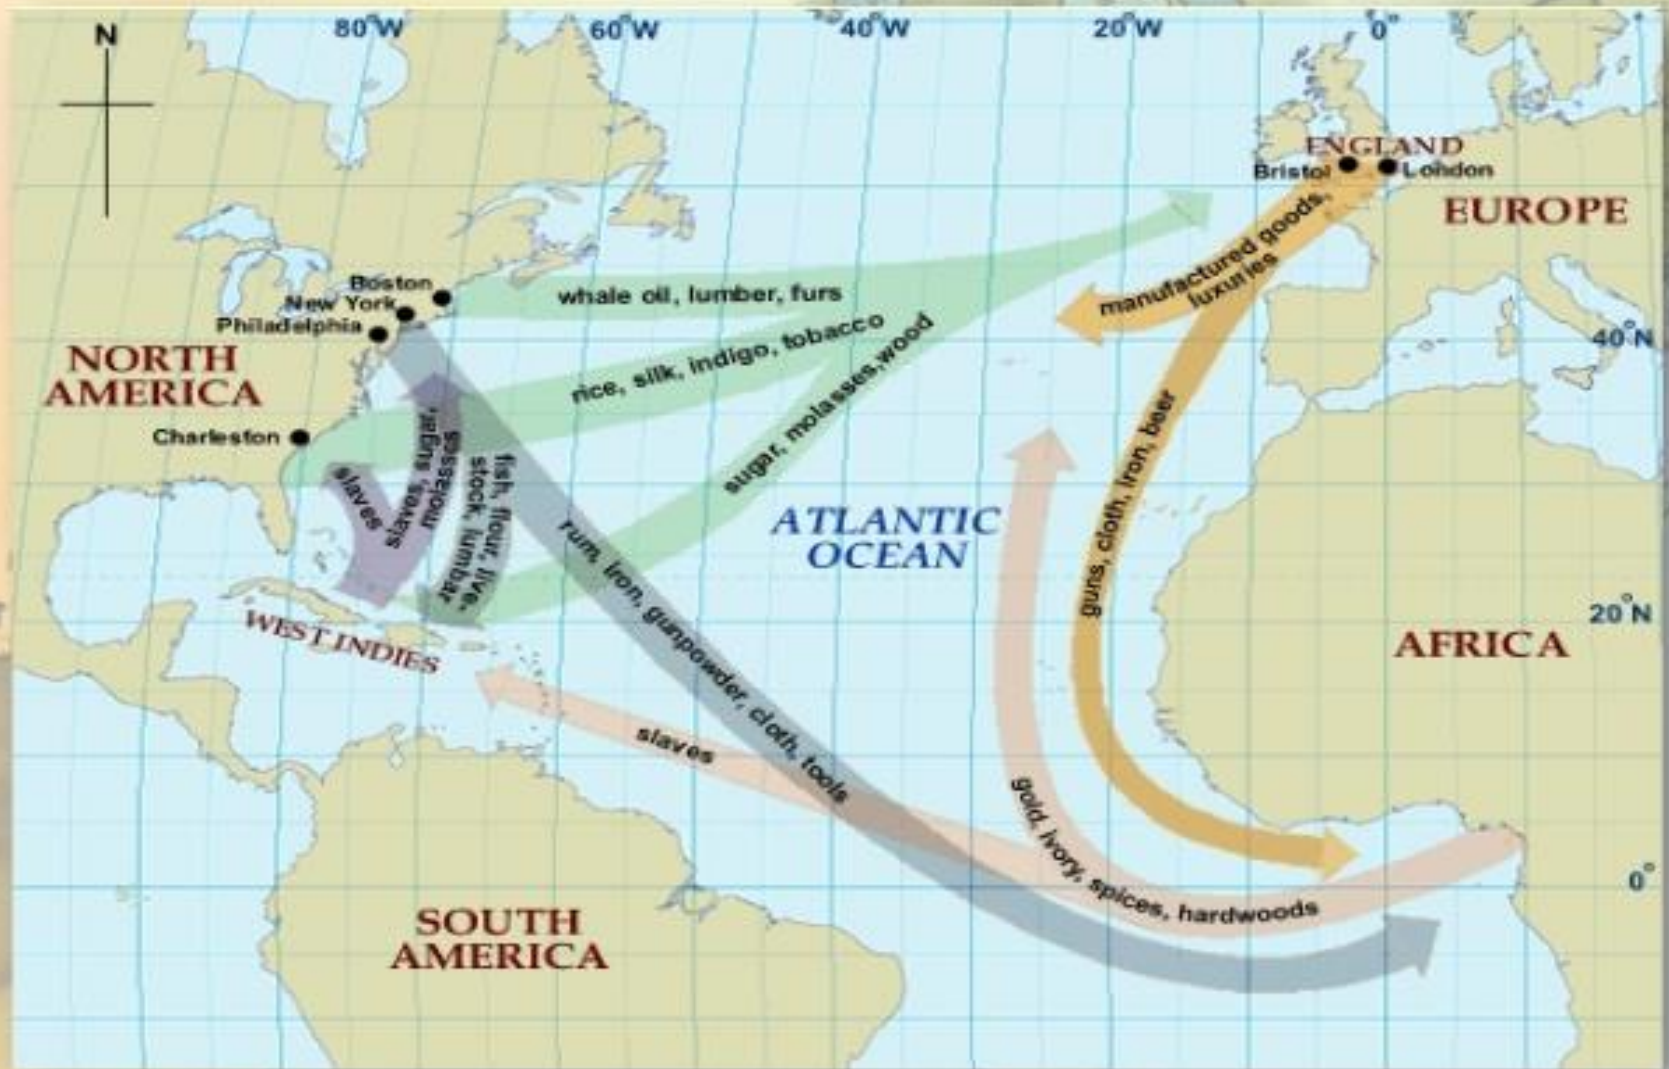 N
80°W
60°W
40°W
20°W
0°
ENGLAND
Bristol
London
EUROPE
manufactured goods,
luxuries
Boston
New York
Philadelphia
whale oil, lumber, furs
rice, silk, indigo, tobacco
sugar, molasses, wood
40°N
NORTH
AMERICA
Charleston
slaves
slaves, sugar,
molasses
fish, flour, live-
stock, lumbar
guns, cloth, iron, beer
ATLANTIC
OCEAN
rum, iron, gunpowder, cloth, tools
20°N
WEST INDIES
AFRICA
slaves
gold, ivory, spices, hardwoods
0°
SOUTH
AMERICA